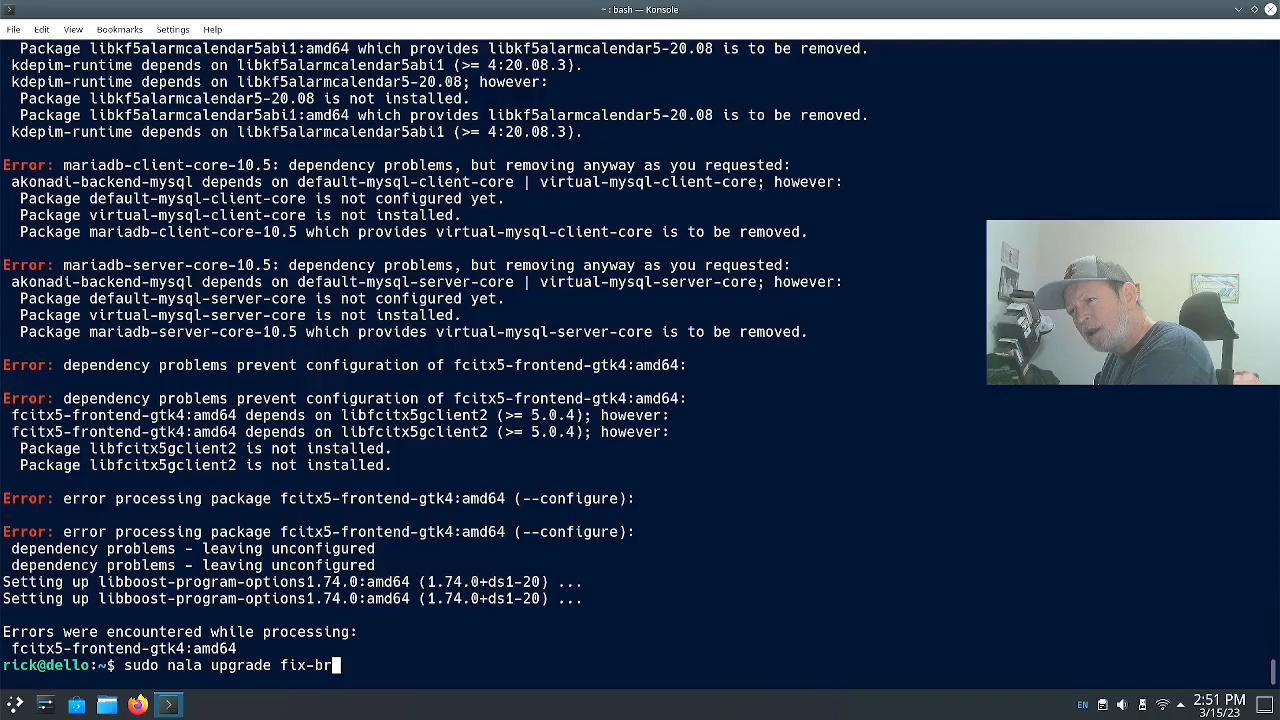 ~ : bash — Konsole
File Edit View Bookmarks Settings Help
Package libkf5alarmcalendar5abi1:amd64 which provides libkf5alarmcalendar5-20.08 is to be removed.
kdepim-runtime depends on libkf5alarmcalendar5abi1 (>= 4:20.08.3).
kdepim-runtime depends on libkf5alarmcalendar5-20.08; however:
Package libkf5alarmcalendar5-20.08 is not installed.
Package libkf5alarmcalendar5abi1:amd64 which provides libkf5alarmcalendar5-20.08 is to be removed.
kdepim-runtime depends on libkf5alarmcalendar5abi1 (>= 4:20.08.3).
Error: mariadb-client-core-10.5: dependency problems, but removing anyway as you requested:
akonadi-backend-mysql depends on default-mysql-client-core | virtual-mysql-client-core; however:
Package default-mysql-client-core is not configured yet.
Package virtual-mysql-client-core is not installed.
Package mariadb-client-core-10.5 which provides virtual-mysql-client-core is to be removed.
Error: mariadb-server-core-10.5: dependency problems, but removing anyway as you requested:
akonadi-backend-mysql depends on default-mysql-server-core | virtual-mysql-server-core; however:
Package default-mysql-server-core is not configured yet.
Package virtual-mysql-server-core is not installed.
Package mariadb-server-core-10.5 which provides virtual-mysql-server-core is to be removed.
Error: dependency problems prevent configuration of fcitx5-frontend-gtk4:amd64:
Error: dependency problems prevent configuration of fcitx5-frontend-gtk4:amd64:
fcitx5-frontend-gtk4:amd64 depends on libfcitx5gclient2 (>= 5.0.4); however:
fcitx5-frontend-gtk4:amd64 depends on libfcitx5gclient2 (>= 5.0.4); however:
Package libfcitx5gclient2 is not installed.
Package libfcitx5gclient2 is not installed.
Error: error processing package fcitx5-frontend-gtk4:amd64 (--configure):
Error: error processing package fcitx5-frontend-gtk4:amd64 (--configure):
dependency problems - leaving unconfigured
dependency problems - leaving unconfigured
Setting up libboost-program-options1.74.0:amd64 (1.74.0+ds1-20) ...
Setting up libboost-program-options1.74.0:amd64 (1.74.0+ds1-20) ...
Errors were encountered while processing:
fcitx5-frontend-gtk4:amd64
rick@dello:~$ sudo nala upgrade fix-br
EN
2:51 PM
3/15/23